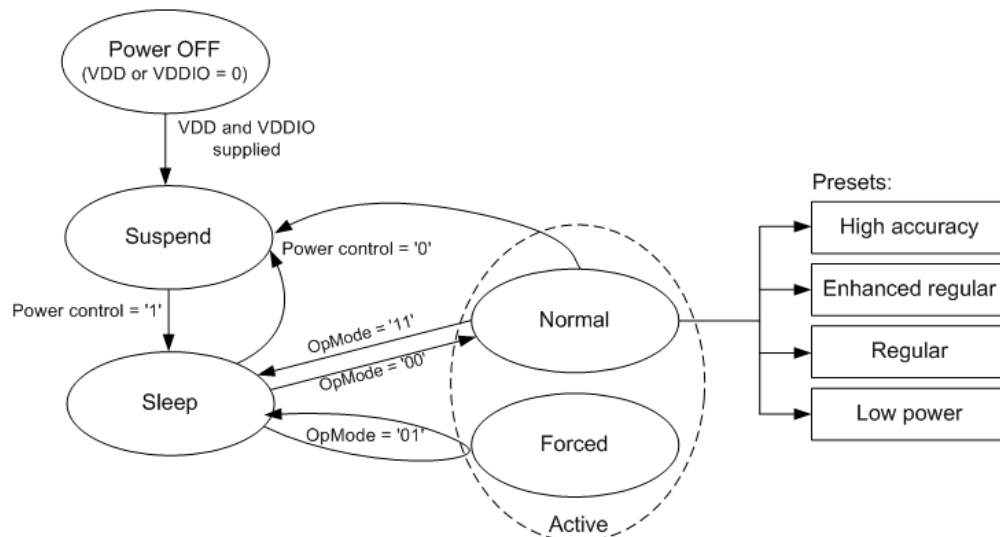 Power OFF
(VDD or VDDIO = 0)
VDD and VDDIO
supplied
Suspend
Power control = '0'
Power control = '1'
OpMode = '11'
OpMode = '00'
Sleep
OpMode = '01'
Normal
Forced
Active
Presets:
High accuracy
Enhanced regular
Regular
Low power